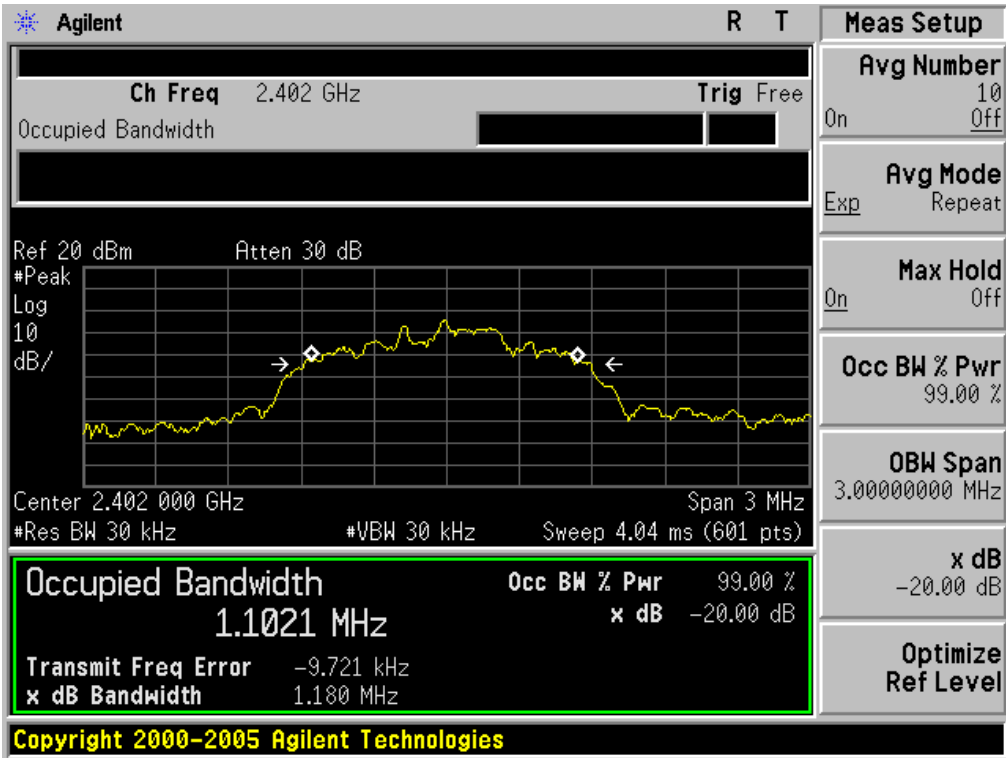 Agilent R T
Ch Freq 2.402 GHz Trig Free
Occupied Bandwidth
Ref 20 dBm Atten 30 dB
#Peak
Log
10
dB/
Center 2.402 000 GHz Span 3 MHz
#Res BW 30 kHz #VBW 30 kHz Sweep 4.04 ms (601 pts)
Occupied Bandwidth Occ BW % Pwr 99.00 %
1.1021 MHz x dB -20.00 dB
Transmit Freq Error -9.721 kHz
x dB Bandwidth 1.180 MHz
Copyright 2000-2005 Agilent Technologies
Meas Setup
Avg Number
10
On Off
Avg Mode
Exp Repeat
Max Hold
On Off
Occ BW % Pwr
99.00 %
OBW Span
3.00000000 MHz
x dB
-20.00 dB
Optimize
Ref Level